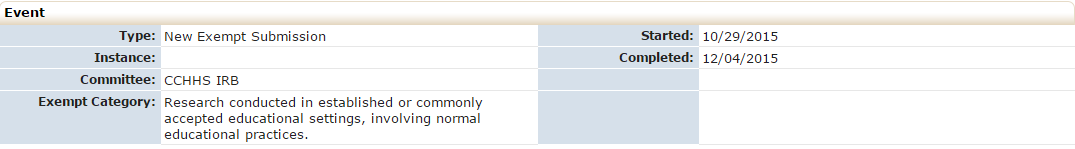 Event
Type: New Exempt Submission Started: 10/29/2015
Instance: Completed: 12/04/2015
Committee: CCHHS IRB
Exempt Category: Research conducted in established or commonly
accepted educational settings, involving normal
educational practices.